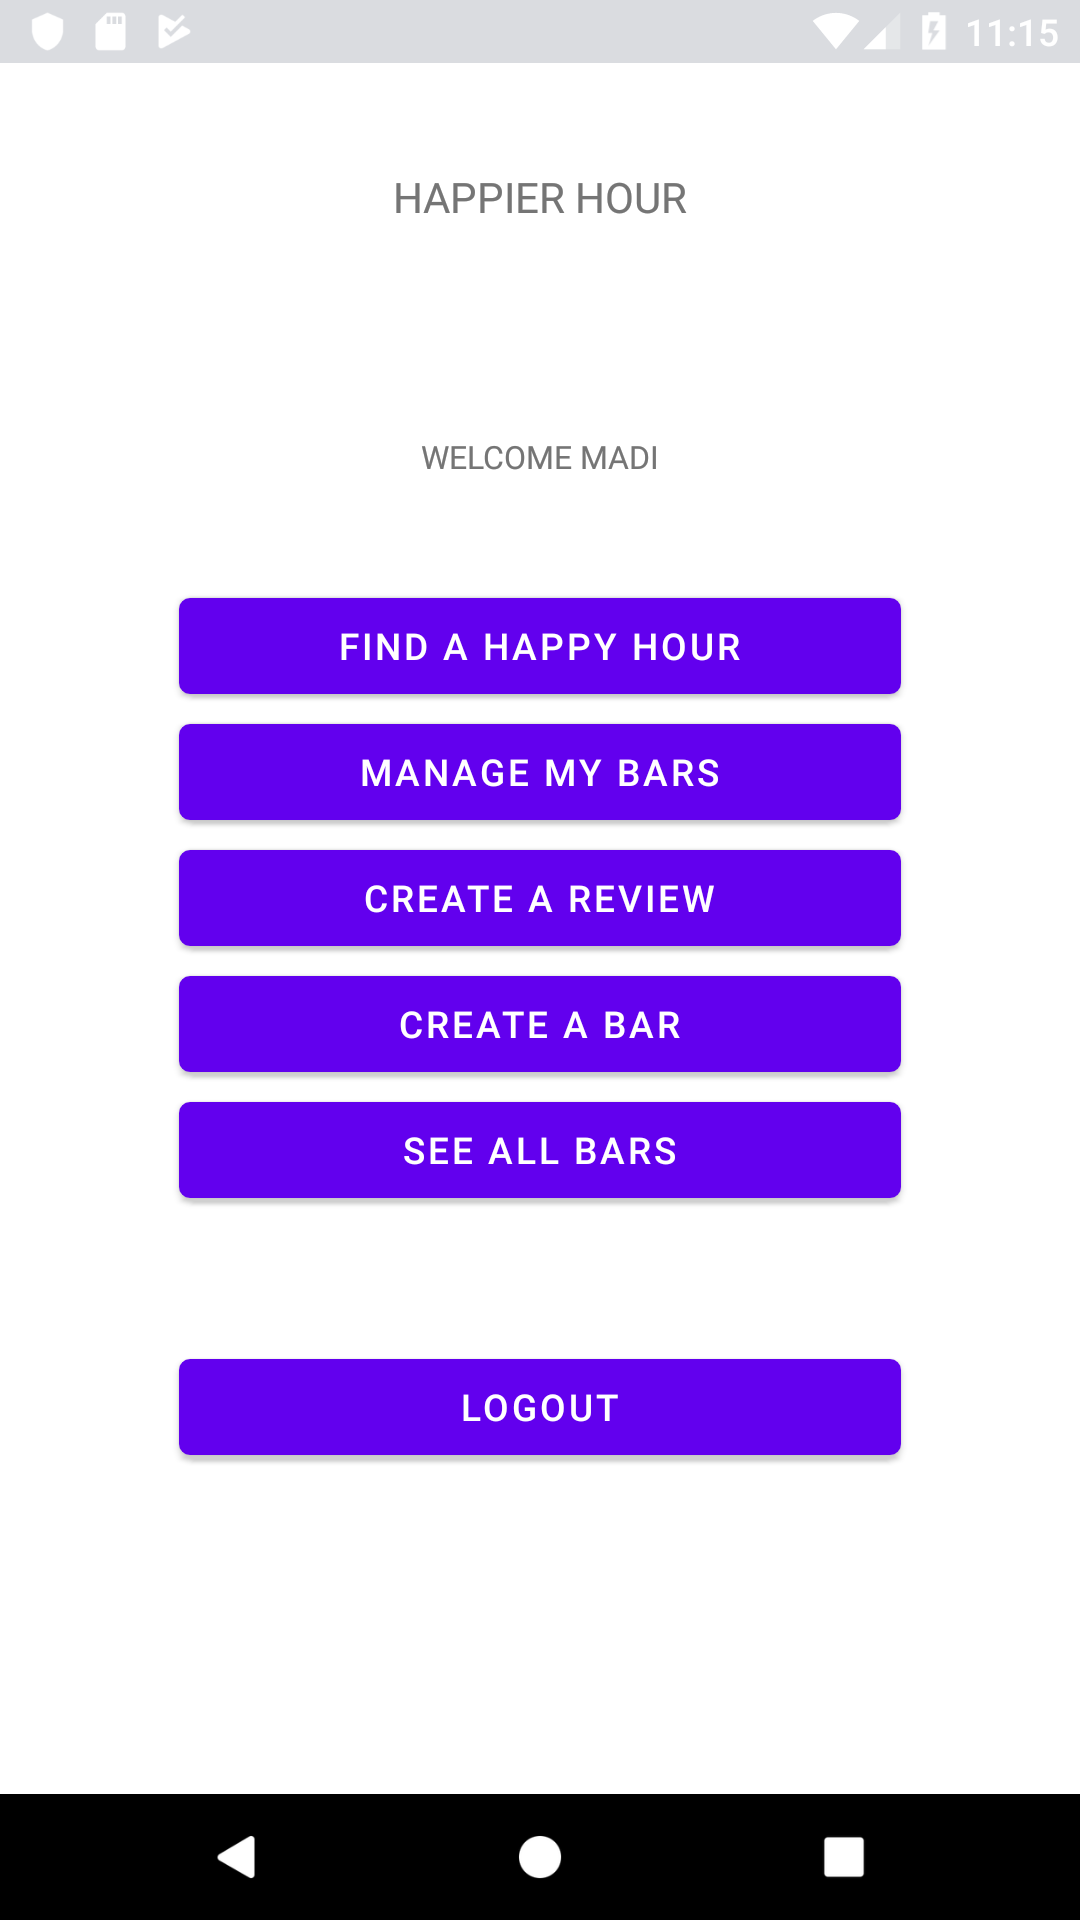 11:15
HAPPIER HOUR
WELCOME MADI
FIND A HAPPY HOUR
MANAGE MY BARS
CREATE A REVIEW
CREATE A BAR
SEE ALL BARS
LOGOUT